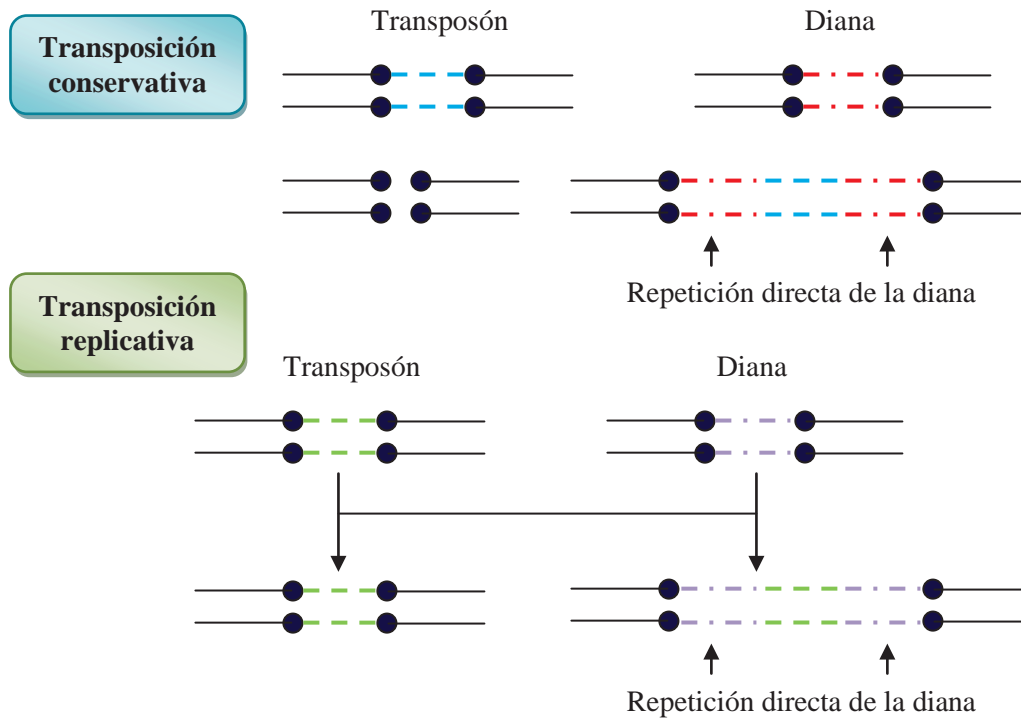 Transposición
conservativa
Transposón
Diana
Repetición directa de la diana
Transposición
replicativa
Transposón
Diana
Repetición directa de la diana